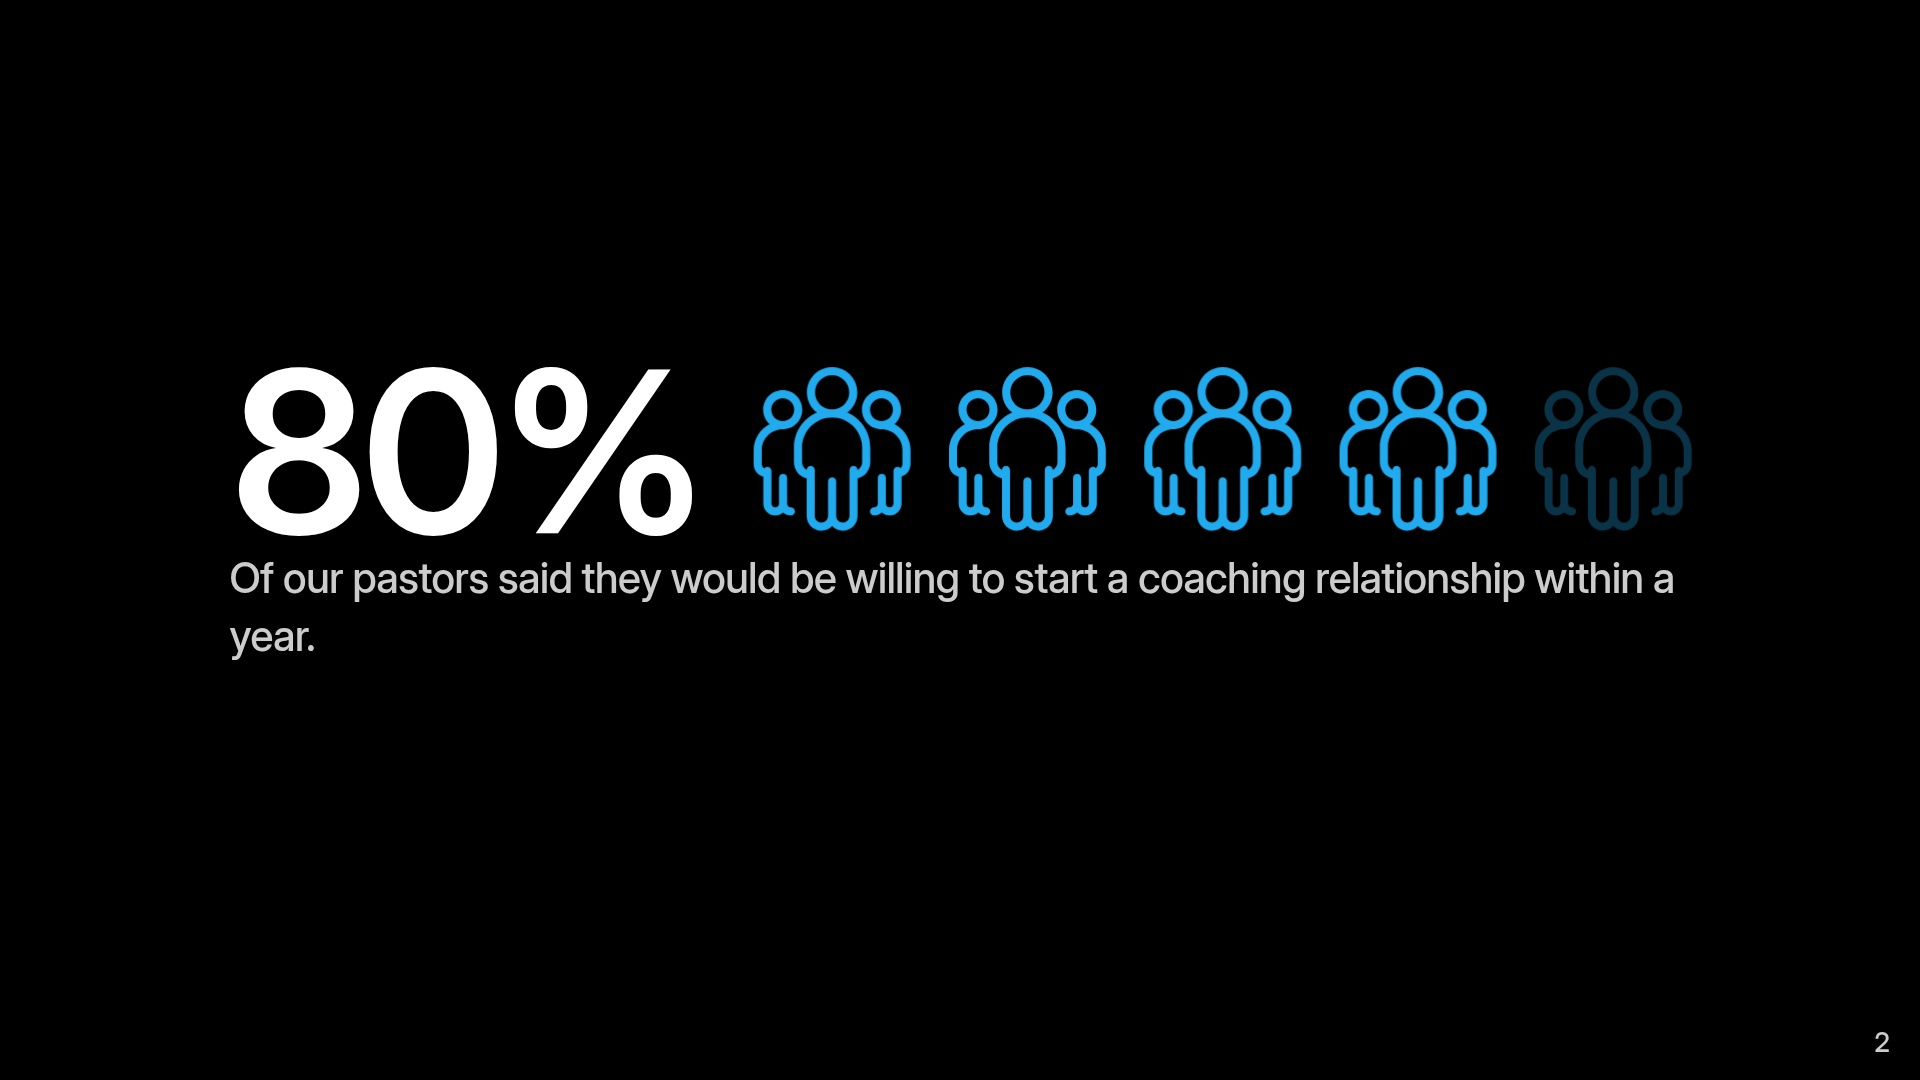 80%
Of our pastors said they would be willing to start a coaching relationship within a
year.
2